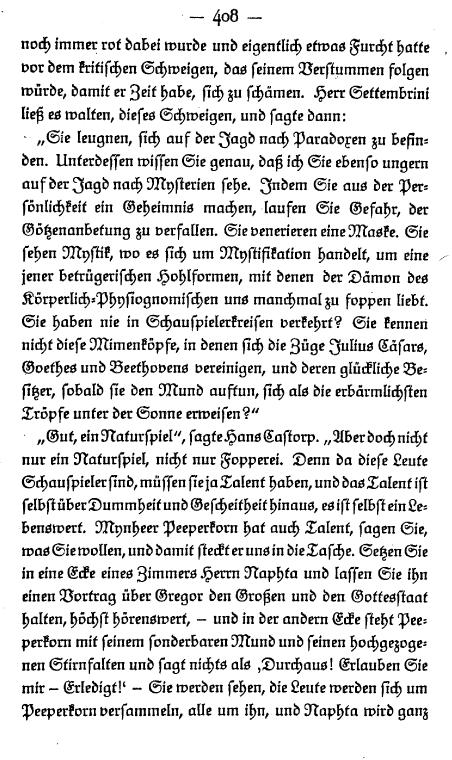 — 408 —
noch immer rot dabei wurde und eigentlich etwas Furcht hatte
vor dem kritischen Schweigen, das seinem Verstummen folgen
würde, damit er Zeit habe, sich zu schämen. Herr Settembrini
ließ es walten, dieses Schweigen, und sagte dann:
„Sie leugnen, sich auf der Jagd nach Paradoxen zu befin-
den. Unterdessen wissen Sie genau, daß ich Sie ebenso ungern
auf der Jagd nach Mysterien sehe. Indem Sie aus der Per-
sönlichkeit ein Geheimnis machen, laufen Sie Gefahr, der
Götzenanbetung zu verfallen. Sie venerieren eine Maske. Sie
sehen Mystik, wo es sich um Mystifikation handelt, um eine
jener betrügerischen Hohlformen, mit denen der Dämon des
Körperlich-Physiognomischen uns manchmal zu foppen liebt.
Sie haben nie in Schauspielerkreisen verkehrt? Sie kennen
nicht diese Mimenköpfe, in denen sich die Züge Julius Cäsars,
Goethes und Beethovens vereinigen, und deren glückliche Be-
sitzer, sobald sie den Mund auftun, sich als die erbärmlichsten
Tröpfe unter der Sonne erweisen?“
„Gut, ein Naturspiel“, sagte Hans Castorp. „Aber doch nicht
nur ein Naturspiel, nicht nur Fopperei. Denn da diese Leute
Schauspieler sind, müssen sie ja Talent haben, und das Talent ist
selbst über Dummheit und Gescheitheit hinaus, es ist selbst ein Le-
benswert. Mynheer Peeperkorn hat auch Talent, sagen Sie,
was Sie wollen, und damit steckt er uns in die Tasche. Setzen Sie
in eine Ecke eines Zimmers Herrn Naphta und lassen Sie ihn
einen Vortrag über Gregor den Großen und den Gottesstaat
halten, höchst hörenswert, – und in der andern Ecke steht Pee-
perkorn mit seinem sonderbaren Mund und seinen hochgezoge-
nen Stirnfalten und sagt nichts als ‚Durchaus! Erlauben Sie
mir – Erledigt!‘ – Sie werden sehen, die Leute werden sich um
Peeperkorn versammeln, alle um ihn, und Naphta wird ganz